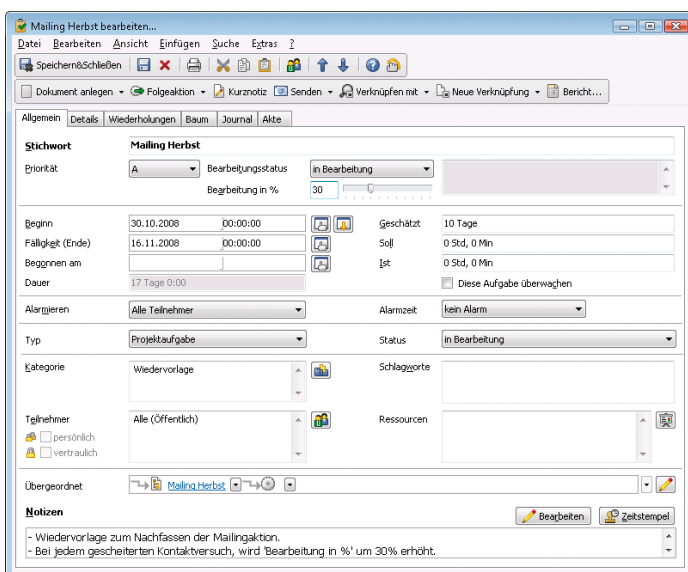 Mailing Herbst bearbeiten...
Datei Bearbeiten Ansicht Einfügen Suche Extras ?
Speichern&Schließen
Dokument anlegen Folgeaktion Kurznotiz Senden Verknüpfen mit Neue Verknüpfung Bericht...
Allgemein Details Wiederholungen Baum Journal Akte
Stichwort Mailing Herbst
Priorität A Bearbeitungsstatus in Bearbeitung
Bearbeitung in % 30
Beginn 30.10.2008 00:00:00 Geschätzt 10 Tage
Fälligkeit (Ende) 16.11.2008 00:00:00 Soll 0 Std, 0 Min
Begonnen am Ist 0 Std, 0 Min
Dauer 17 Tage 0:00 Diese Aufgabe überwachen
Alarmieren Alle Teilnehmer Alarmzeit kein Alarm
Typ Projektaufgabe Status in Bearbeitung
Kategorie Wiedervorlage Schlagworte
Teilnehmer Alle (Öffentlich) Ressourcen
persönlich
vertraulich
Übergeordnet Mailing Herbst
Notizen Bearbeiten Zeitstempel
- Wiedervorlage zum Nachfassen der Mailingaktion.
- Bei jedem gescheiterten Kontaktversuch, wird 'Bearbeitung in %' um 30% erhöht.